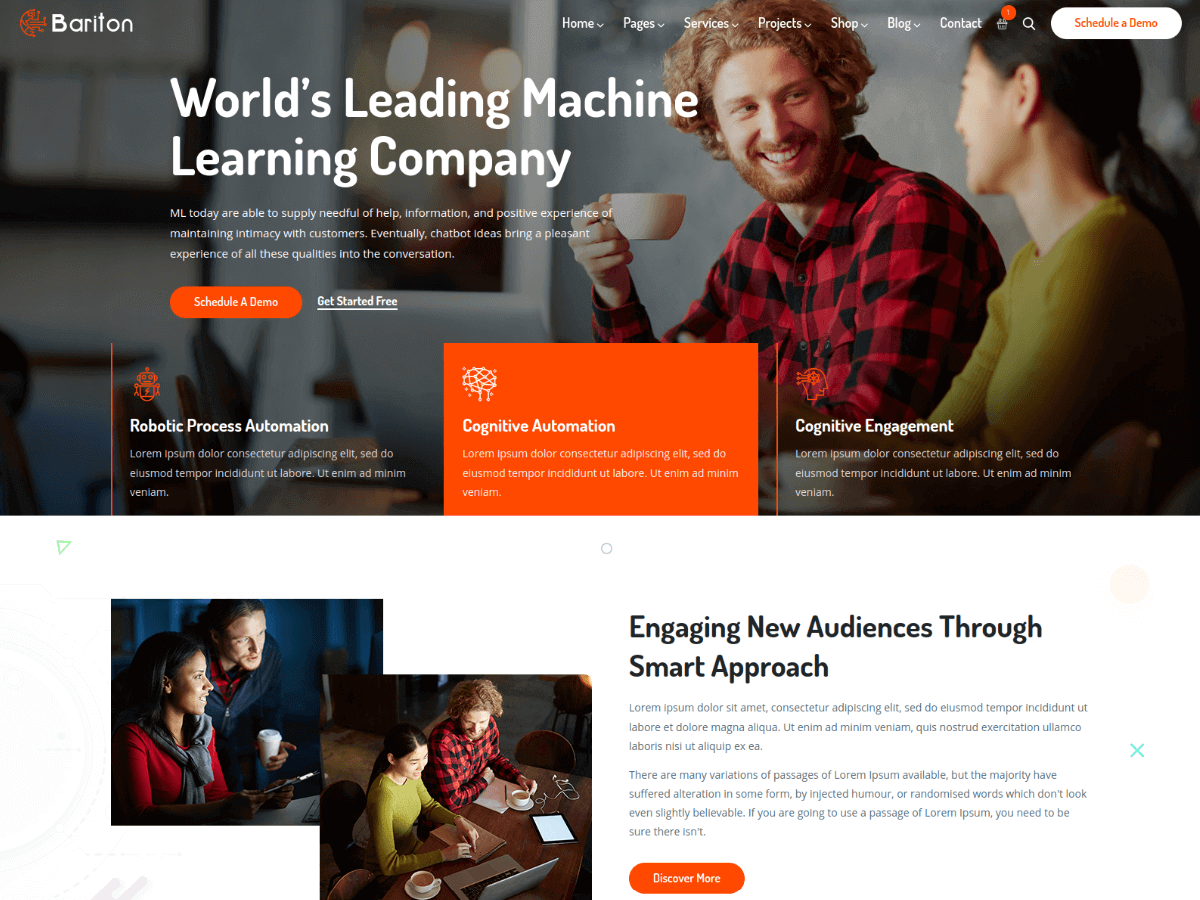 Bariton
Home Pages Services Projects Shop Blog Contact 1 Schedule a Demo
World's Leading Machine
Learning Company
ML today are able to supply needful of help, information, and positive experience of
maintaining intimacy with customers. Eventually, chatbot ideas bring a pleasant
experience of all these qualities into the conversation.
Schedule A Demo Get Started Free
Robotic Process Automation
Lorem ipsum dolor consectetur adipiscing elit, sed do
eiusmod tempor incididunt ut labore. Ut enim ad minim
veniam.
Cognitive Automation
Lorem ipsum dolor consectetur adipiscing elit, sed do
eiusmod tempor incididunt ut labore. Ut enim ad minim
veniam.
Cognitive Engagement
Lorem ipsum dolor consectetur adipiscing elit, sed do
eiusmod tempor incididunt ut labore. Ut enim ad minim
veniam.
Engaging New Audiences Through
Smart Approach
Lorem ipsum dolor sit amet, consectetur adipiscing elit, sed do eiusmod tempor incididunt ut
labore et dolore magna aliqua. Ut enim ad minim veniam, quis nostrud exercitation ullamco
laboris nisi ut aliquip ex ea.
There are many variations of passages of Lorem Ipsum available, but the majority have
suffered alteration in some form, by injected humour, or randomised words which don't look
even slightly believable. If you are going to use a passage of Lorem Ipsum, you need to be
sure there isn't.
Discover More